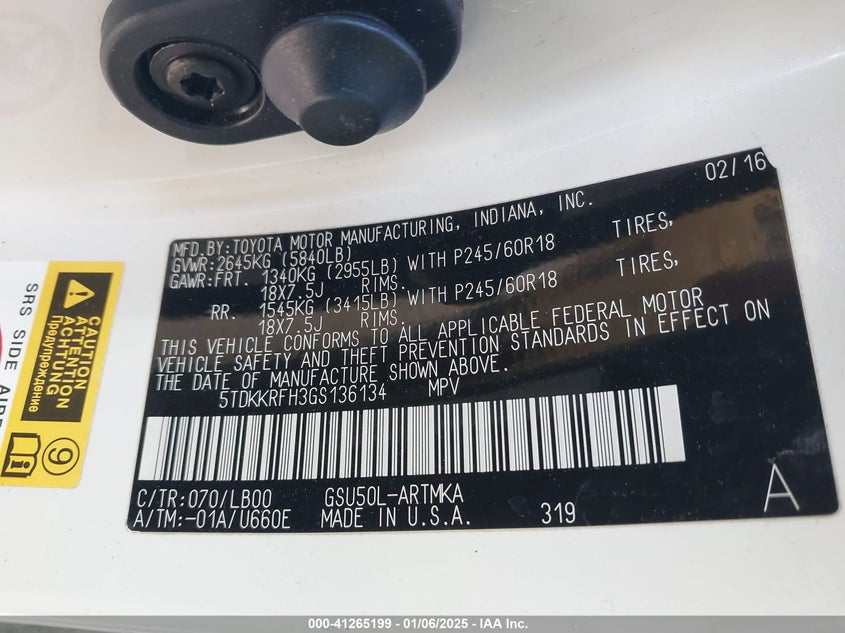 02/16
MFD.BY:TOYOTA MOTOR MANUFACTURING, INDIANA, INC.
GVWR:2645KG (5840LB)
GAWR:FRT. 1340KG (2955LB) WITH P245/60R18 TIRES,
18X7.5J RIMS.
RR. 1545KG (3415LB) WITH P245/60R18 TIRES,
18X7.5J RIMS.
THIS VEHICLE CONFORMS TO ALL APPLICABLE FEDERAL MOTOR
VEHICLE SAFETY AND THEFT PREVENTION STANDARDS IN EFFECT ON
THE DATE OF MANUFACTURE SHOWN ABOVE.
5TDKKRFH3GS136134 MPV
C/TR:070/LB00 GSU50L-ARTMKA
A/TM:-01A/U660E MADE IN U.S.A. 319
A
SRS SIDE
CAUTION
ATTENTION
ACHTUNG
Предупреждение
9
000-41265199 - 01/06/2025 - IAA Inc.